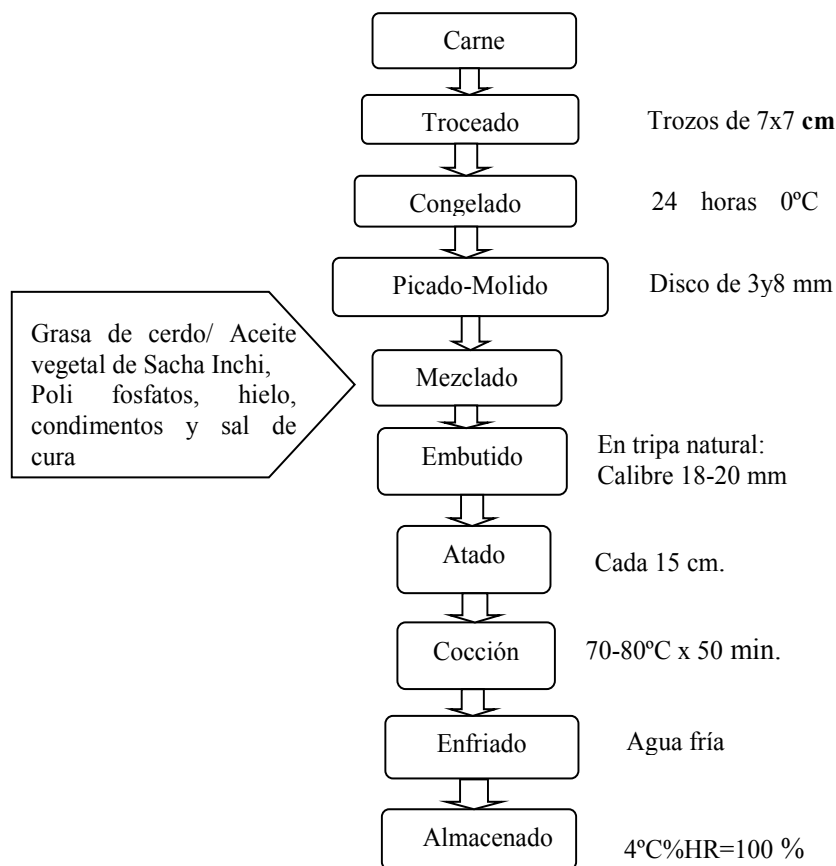 Carne
Troceado
Trozos de 7x7 cm
Congelado
24 horas 0ºC
Picado-Molido
Disco de 3y8 mm
Grasa de cerdo/ Aceite
vegetal de Sacha Inchi,
Poli fosfatos, hielo,
condimentos y sal de
cura
Mezclado
Embutido
En tripa natural:
Calibre 18-20 mm
Atado
Cada 15 cm.
Cocción
70-80ºC x 50 min.
Enfriado
Agua fría
Almacenado
4ºC%HR=100 %